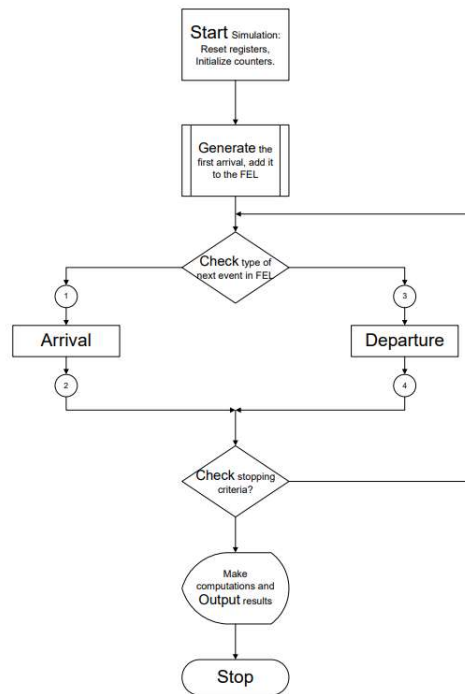 Start Simulation:
Reset registers,
Initialize counters.
Generate the
first arrival, add it
to the FEL
Check type of
next event in FEL
1
3
Arrival
Departure
2
4
Check stopping
criteria?
Make
computations and
Output results
Stop